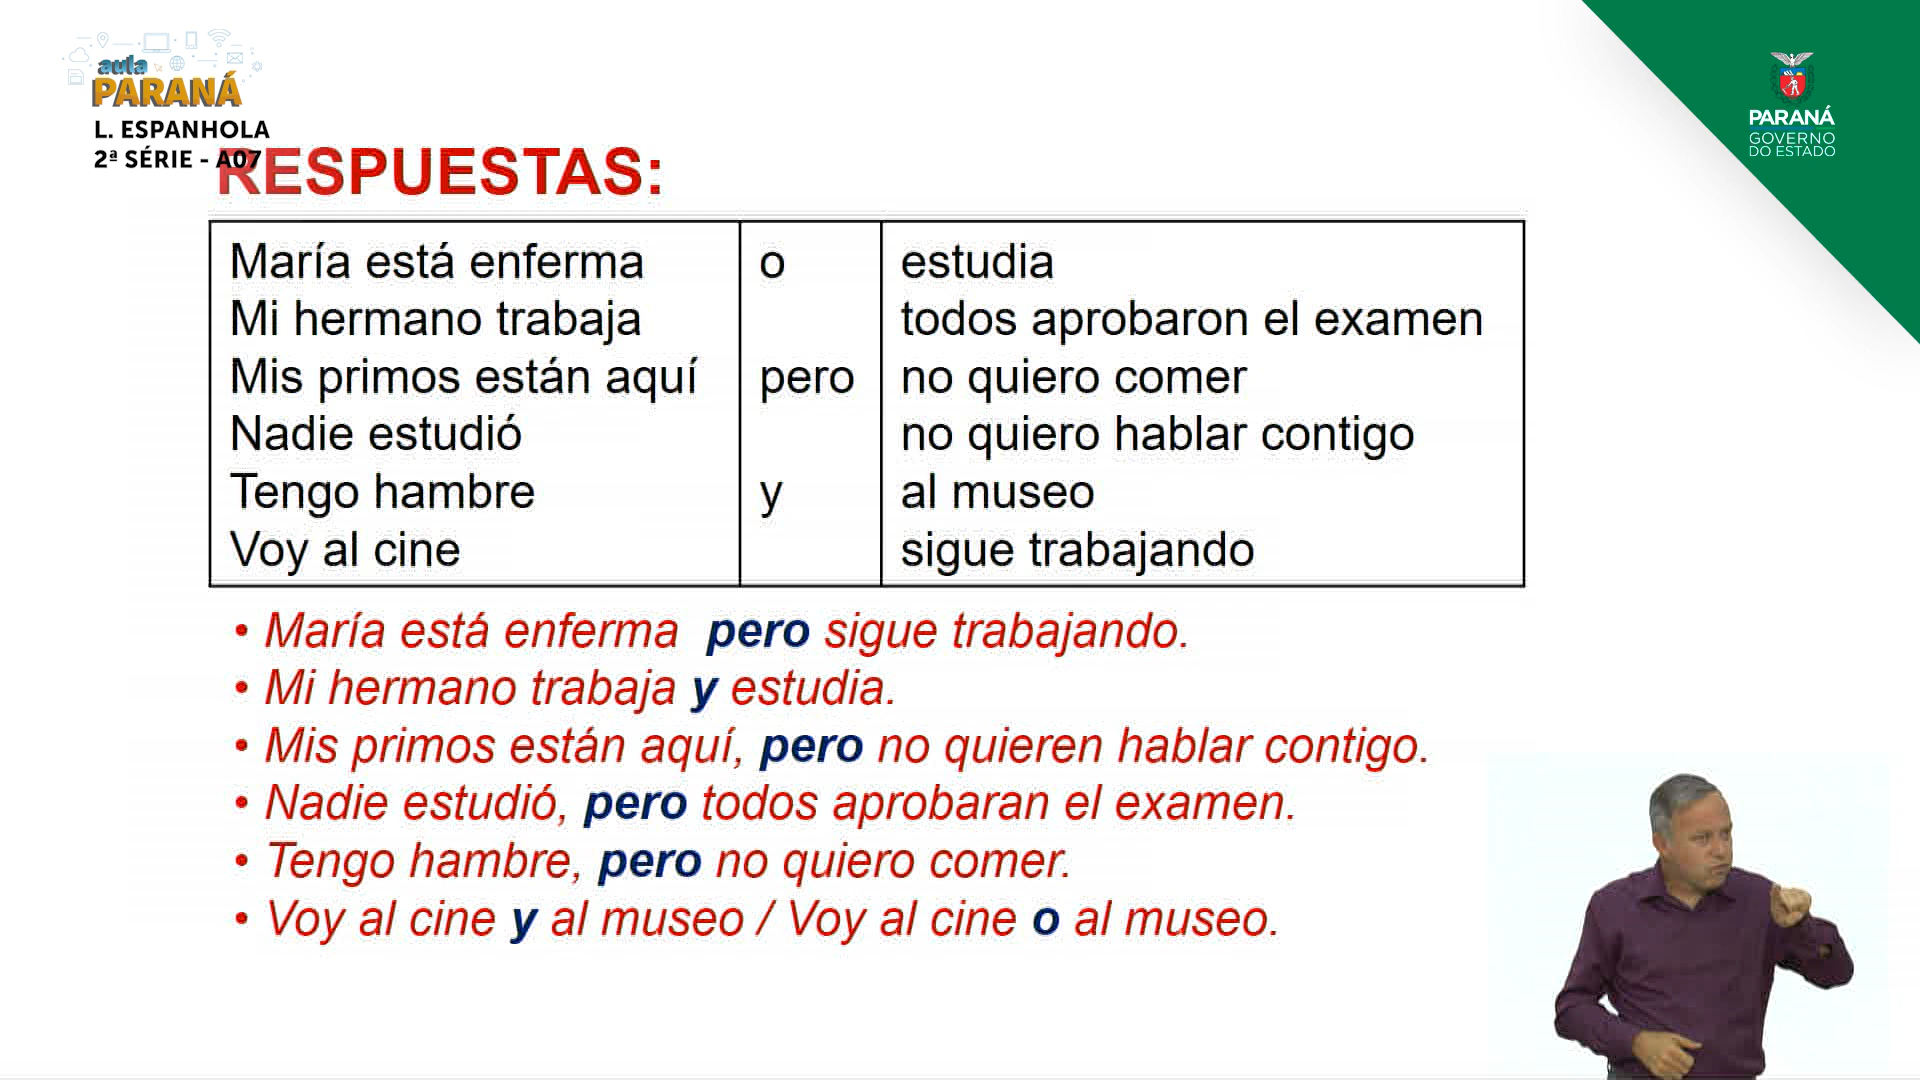 aula
PARANÁ
L. ESPANHOLA
2ª SÉRIE - A07
PARANÁ
GOVERNO
DO ESTADO
RESPUESTAS:
María está enferma o estudia
Mi hermano trabaja todos aprobaron el examen
Mis primos están aquí pero no quiero comer
Nadie estudió no quiero hablar contigo
Tengo hambre y al museo
Voy al cine sigue trabajando
• María está enferma pero sigue trabajando.
• Mi hermano trabaja y estudia.
• Mis primos están aquí, pero no quieren hablar contigo.
• Nadie estudió, pero todos aprobaran el examen.
• Tengo hambre, pero no quiero comer.
• Voy al cine y al museo / Voy al cine o al museo.